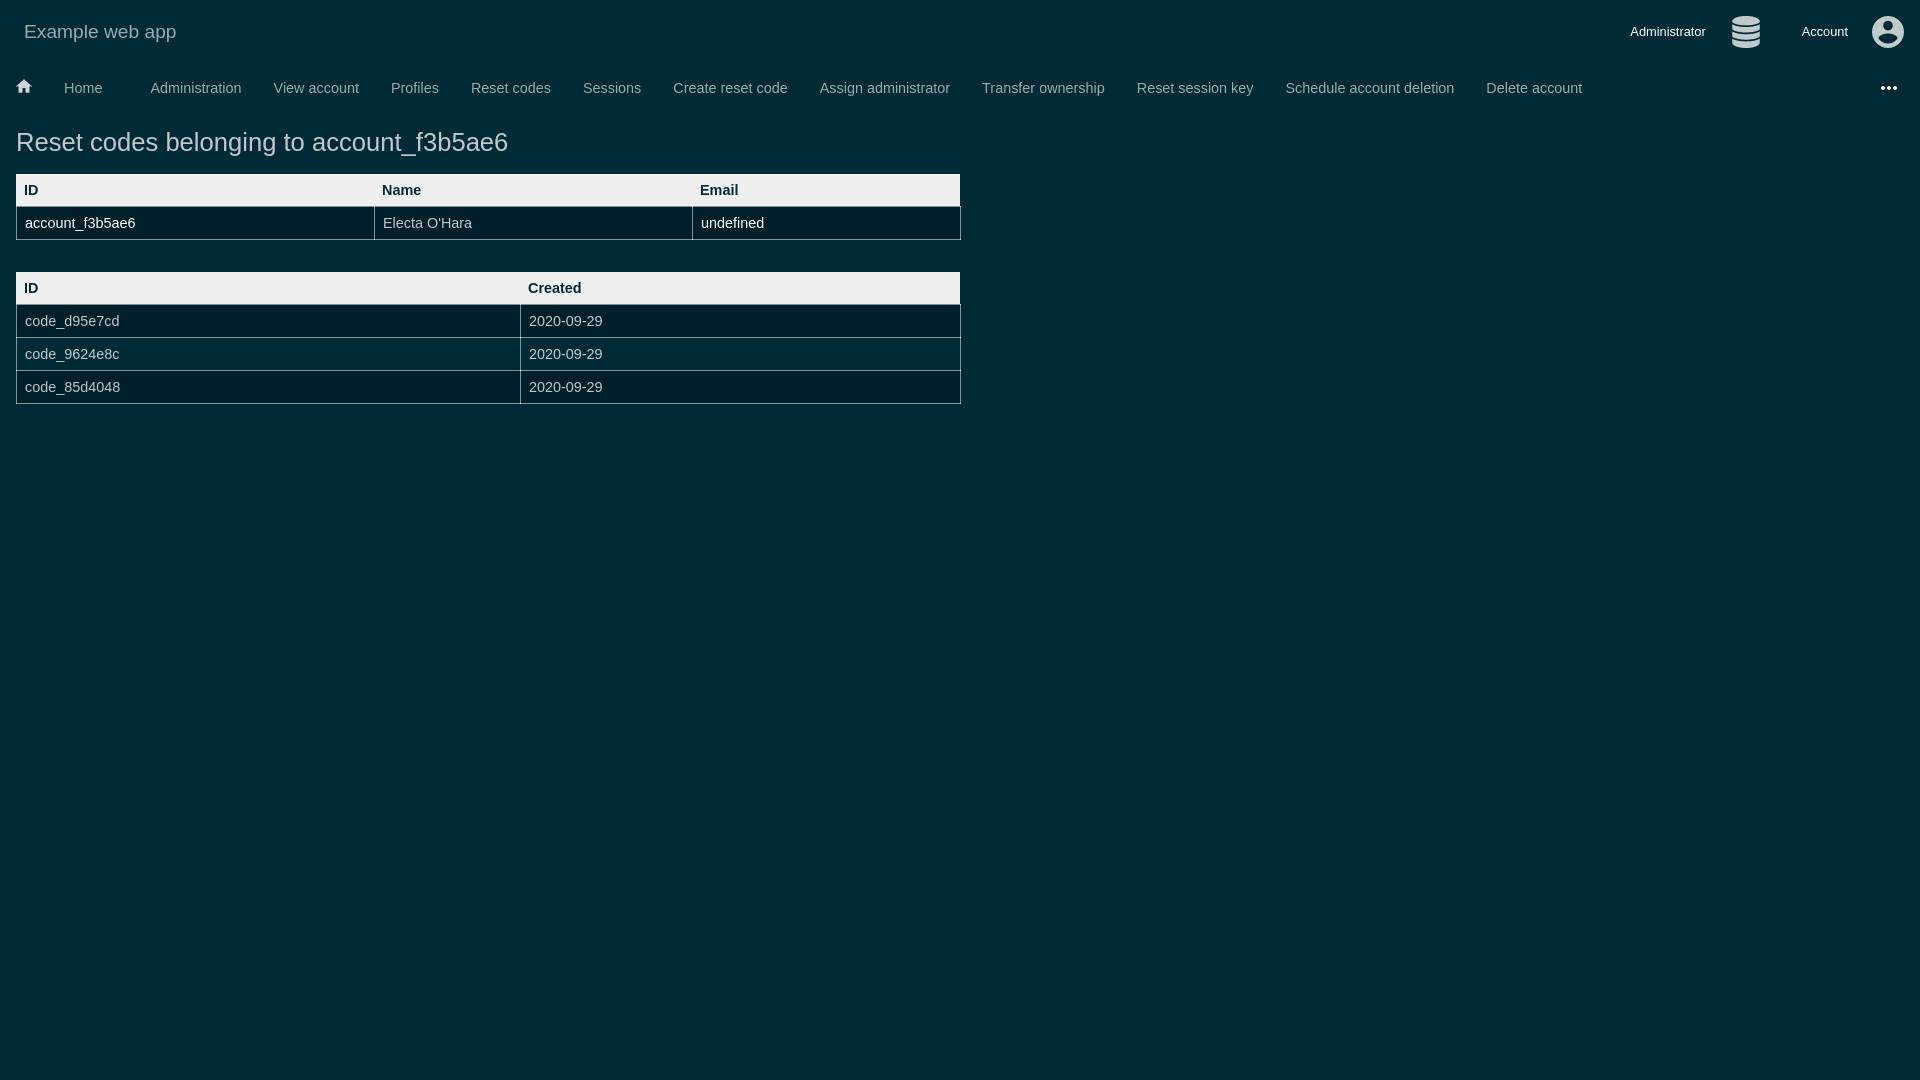 Example web app
Administrator Account
Home Administration View account Profiles Reset codes Sessions Create reset code Assign administrator Transfer ownership Reset session key Schedule account deletion Delete account
Reset codes belonging to account_f3b5ae6
ID Name Email
account_f3b5ae6 Electa O'Hara undefined
ID Created
code_d95e7cd 2020-09-29
code_9624e8c 2020-09-29
code_85d4048 2020-09-29